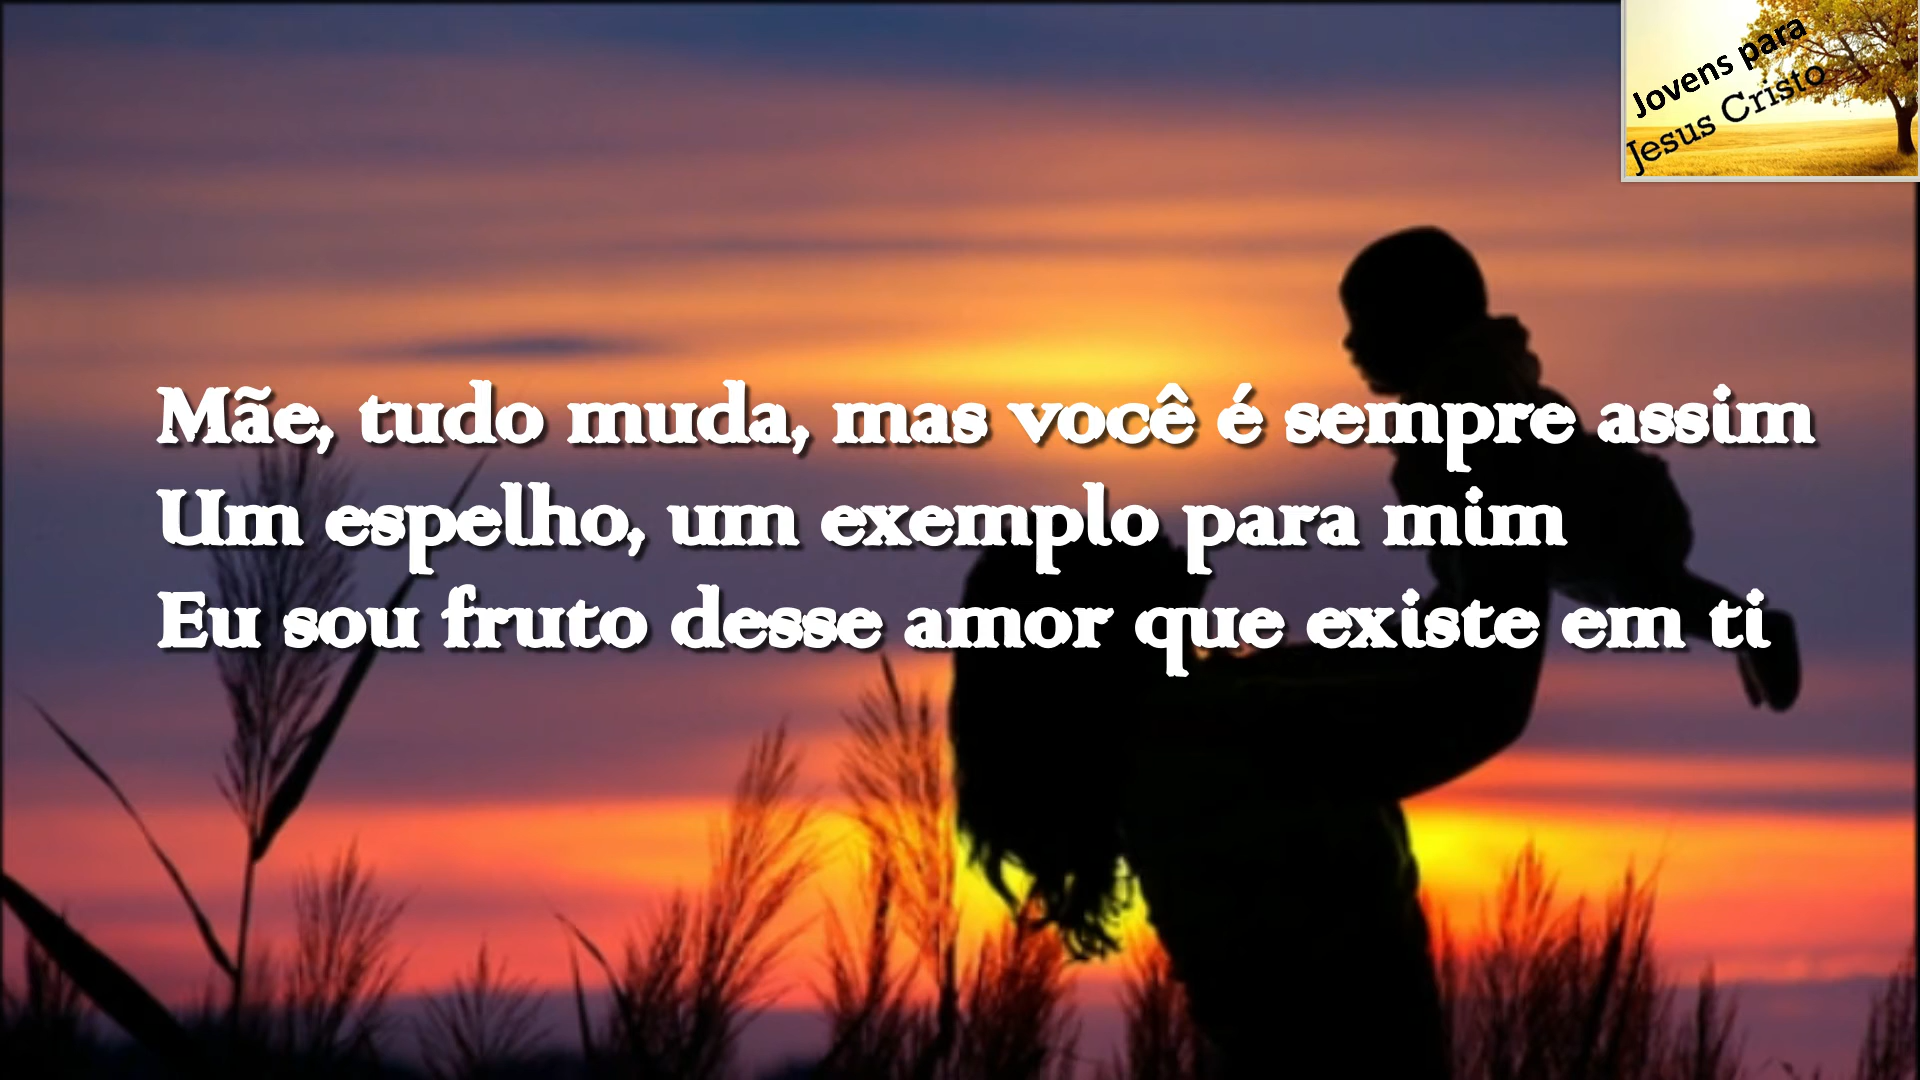 Jovens para
Jesus Cristo
Mãe, tudo muda, mas você é sempre assim
Um espelho, um exemplo para mim
Eu sou fruto desse amor que existe em ti